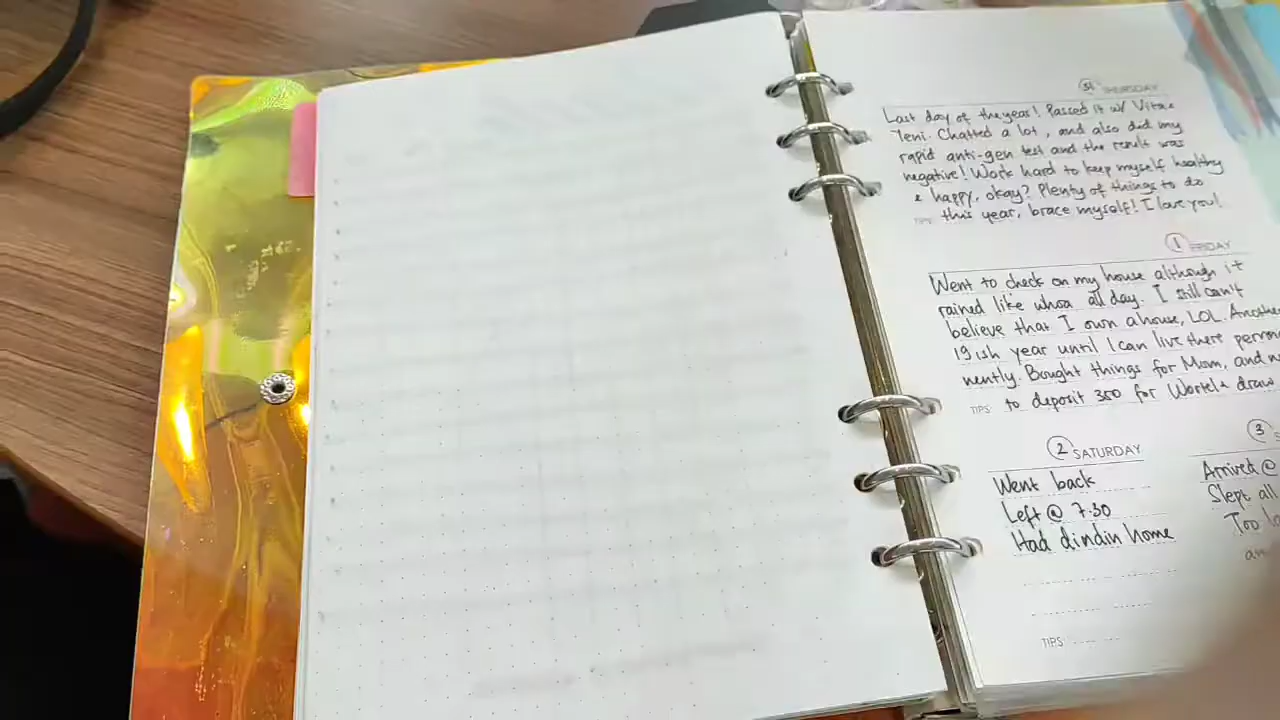 31 THURSDAY
Last day of the year! Passed it w/ Vita &
Yeni. Chatted a lot, and also did my
rapid anti-gen test and the result was
negative! Work hard to keep myself healthy
& happy, okay? Plenty of things to do
TIPS: this year, brace myself! I love you!
1 FRIDAY
Went to check on my house although it
rained like whoa all day. I still can't
believe that I own a house, LOL. Another
19 ish year until I can live there perma
nently. Bought things for Mom, and
TIPS: to deposit 350 for Wortel & draw
2 SATURDAY
Went back
Left @ 7.30
Had dindin home
TIPS:
3 S
Arrived @
Slept all
Too
an